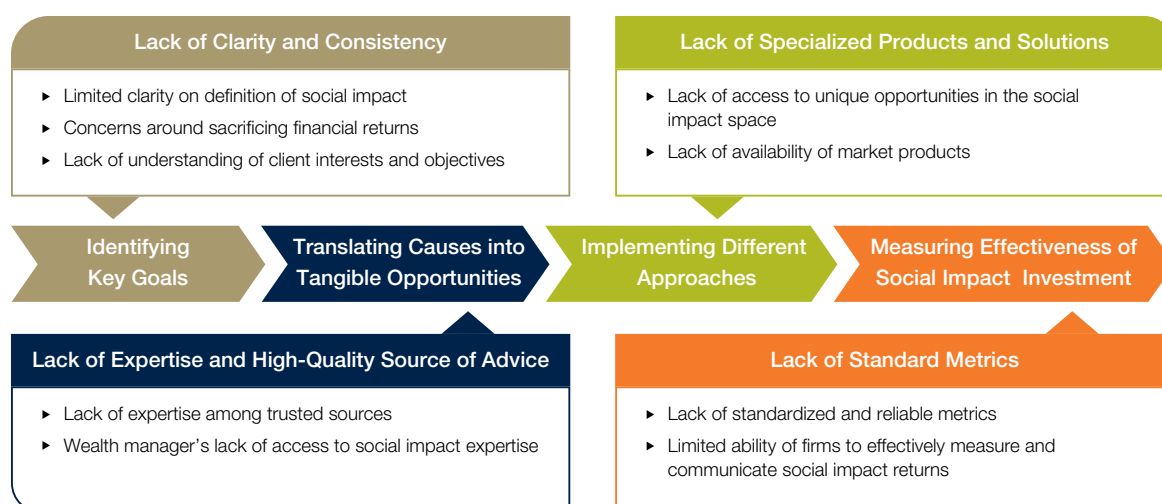 Lack of Clarity and Consistency
▸ Limited clarity on definition of social impact
▸ Concerns around sacrificing financial returns
▸ Lack of understanding of client interests and objectives
Lack of Specialized Products and Solutions
▸ Lack of access to unique opportunities in the social
impact space
▸ Lack of availability of market products
Identifying
Key Goals
Translating Causes into
Tangible Opportunities
Implementing Different
Approaches
Measuring Effectiveness of
Social Impact Investment
Lack of Expertise and High-Quality Source of Advice
▸ Lack of expertise among trusted sources
▸ Wealth manager's lack of access to social impact expertise
Lack of Standard Metrics
▸ Lack of standardized and reliable metrics
▸ Limited ability of firms to effectively measure and
communicate social impact returns